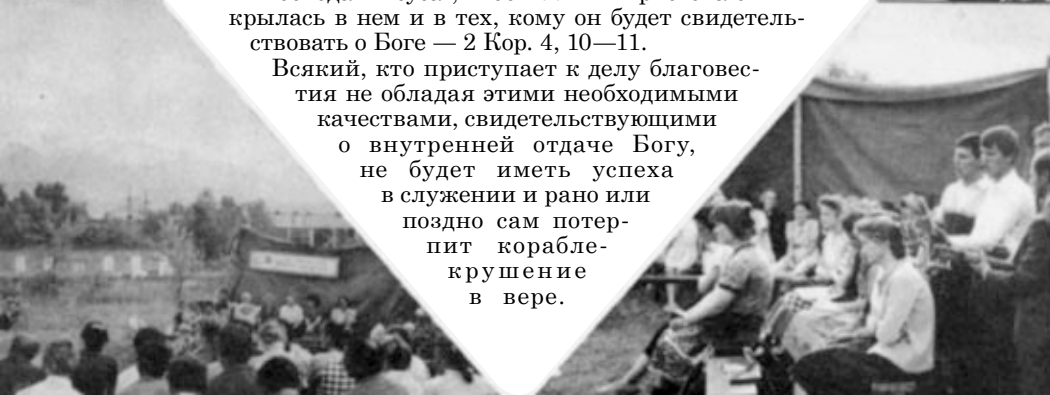 крылась в нем и в тех, кому он будет свидетель-
ствовать о Боге — 2 Кор. 4, 10—11.
Всякий, кто приступает к делу благовес-
тия не обладая этими необходимыми
качествами, свидетельствующими
о внутренней отдаче Богу,
не будет иметь успеха
в служении и рано или
поздно сам потер-
пит корабле-
крушение
в вере.